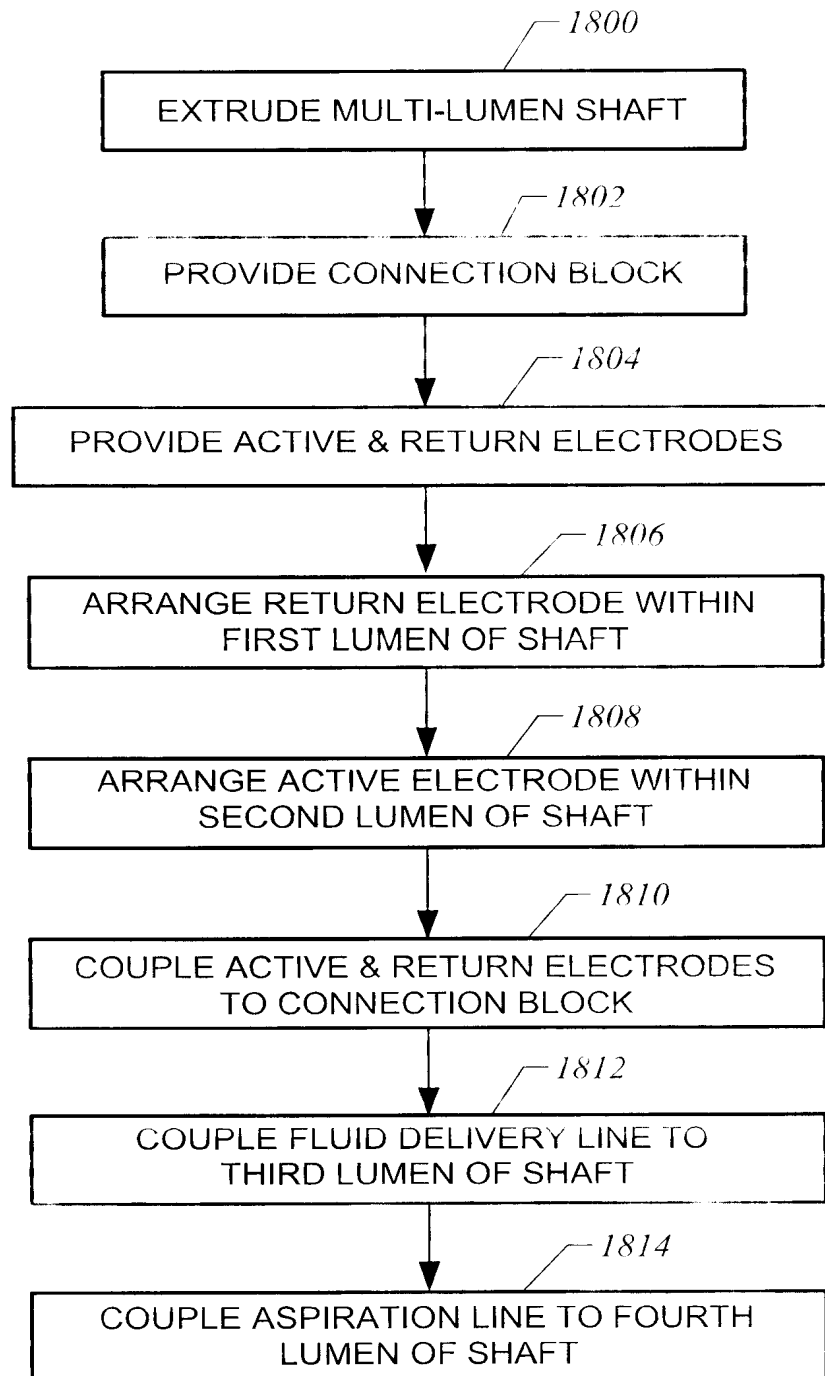 1800
EXTRUDE MULTI-LUMEN SHAFT
1802
PROVIDE CONNECTION BLOCK
1804
PROVIDE ACTIVE & RETURN ELECTRODES
1806
ARRANGE RETURN ELECTRODE WITHIN
FIRST LUMEN OF SHAFT
1808
ARRANGE ACTIVE ELECTRODE WITHIN
SECOND LUMEN OF SHAFT
1810
COUPLE ACTIVE & RETURN ELECTRODES
TO CONNECTION BLOCK
1812
COUPLE FLUID DELIVERY LINE TO
THIRD LUMEN OF SHAFT
1814
COUPLE ASPIRATION LINE TO FOURTH
LUMEN OF SHAFT